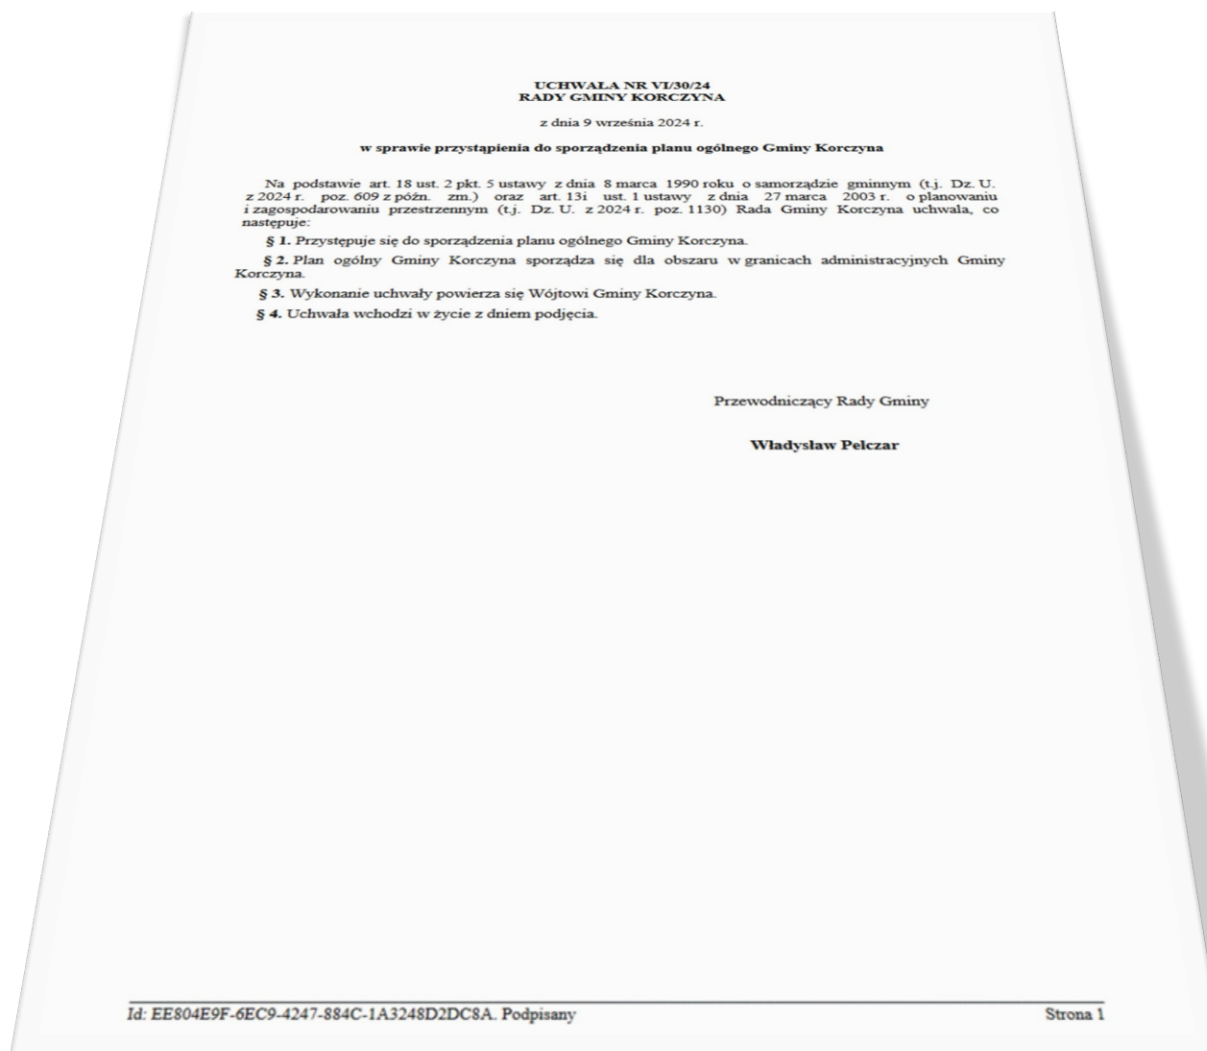 UCHWAŁA NR VI/30/24
RADY GMINY KORCZYNA
z dnia 9 września 2024 r.
w sprawie przystąpienia do sporządzenia planu ogólnego Gminy Korczyna
Na podstawie art. 18 ust. 2 pkt. 5 ustawy z dnia 8 marca 1990 roku o samorządzie gminnym (t.j. Dz. U.
z 2024 r. poz. 609 z późn. zm.) oraz art. 13i ust. 1 ustawy z dnia 27 marca 2003 r. o planowaniu
i zagospodarowaniu przestrzennym (t.j. Dz. U. z 2024 r. poz. 1130) Rada Gminy Korczyna uchwala, co
następuje:
§ 1. Przystępuje się do sporządzenia planu ogólnego Gminy Korczyna.
§ 2. Plan ogólny Gminy Korczyna sporządza się dla obszaru w granicach administracyjnych Gminy
Korczyna.
§ 3. Wykonanie uchwały powierza się Wójtowi Gminy Korczyna.
§ 4. Uchwała wchodzi w życie z dniem podjęcia.
Przewodniczący Rady Gminy
Władysław Pelczar
Id: EE804E9F-6EC9-4247-884C-1A3248D2DC8A. Podpisany
Strona 1